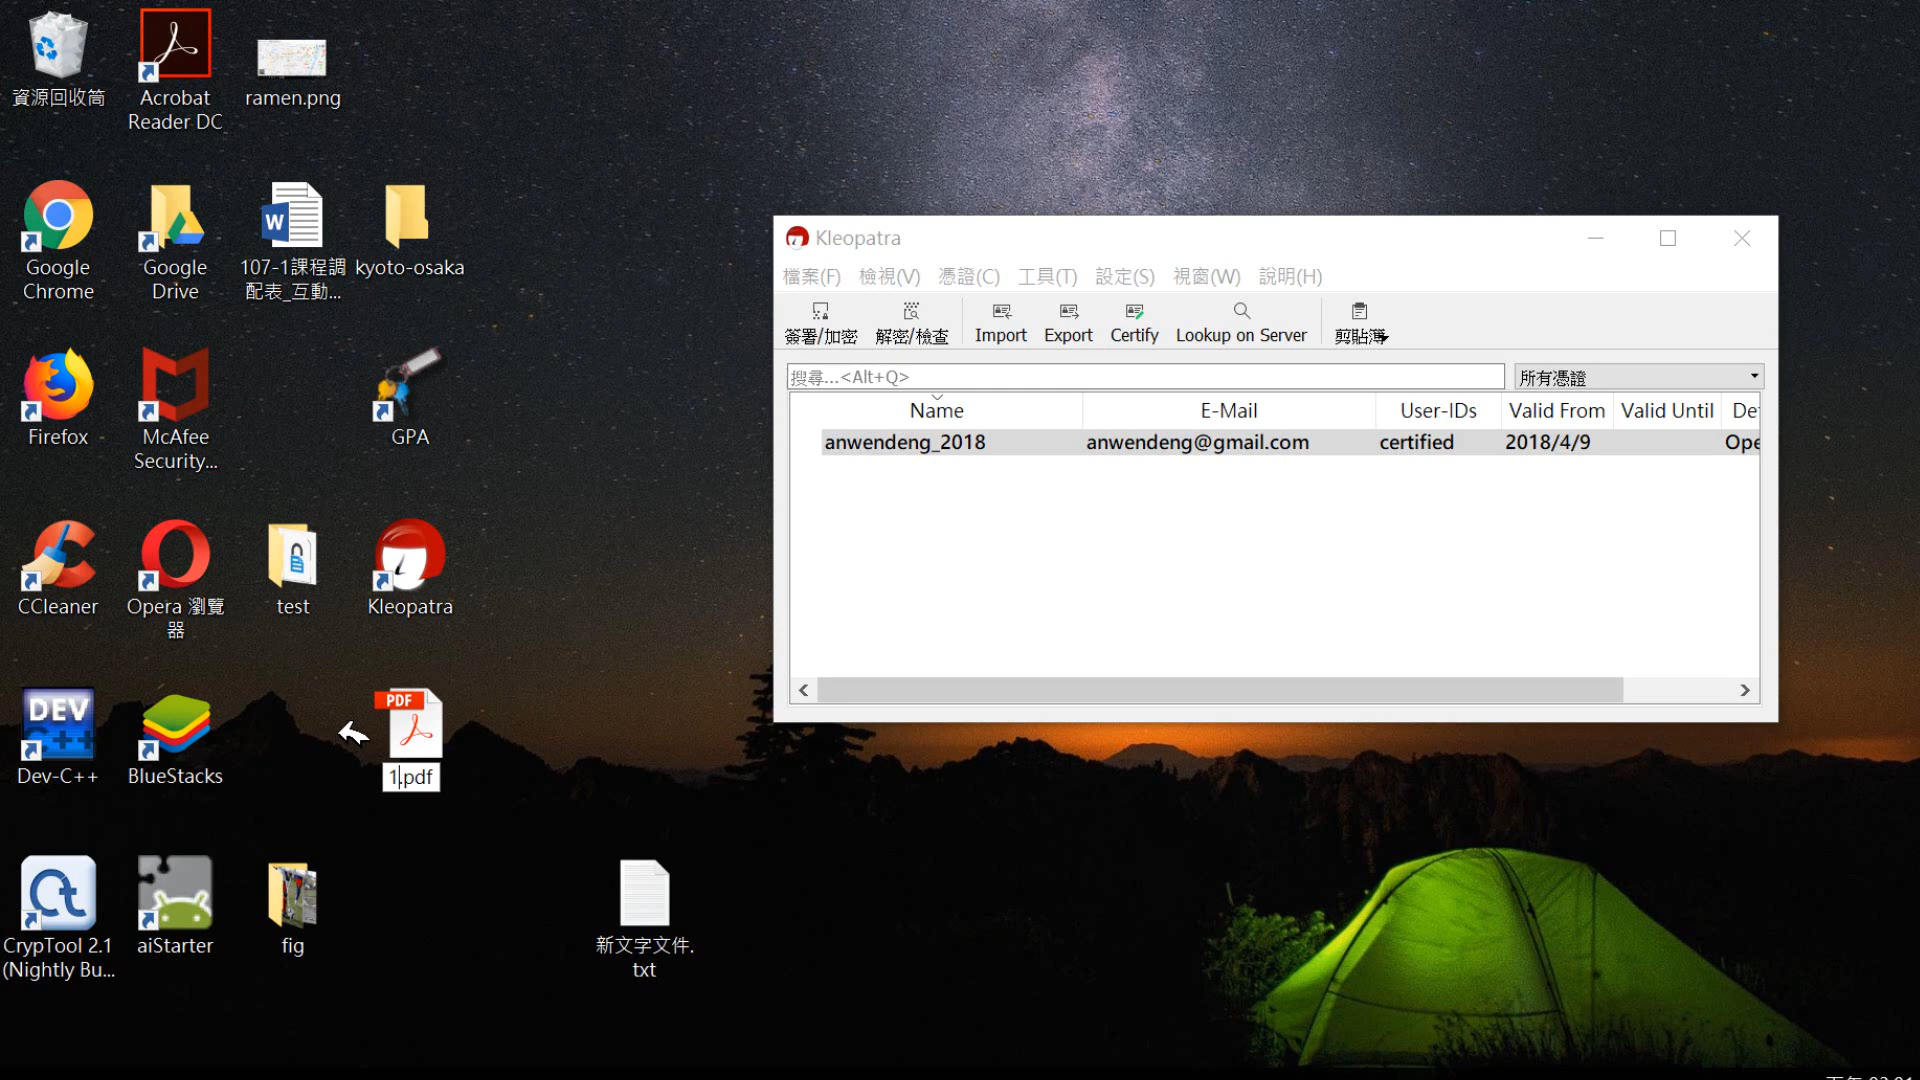 資源回收筒
Acrobat
Reader DC
ramen.png
Google
Chrome
Google
Drive
W
107-1課程調
配表_互動...
kyoto-osaka
Firefox
McAfee
Security...
GPA
CCleaner
Opera 瀏覽
器
test
Kleopatra
DEV
C++
Dev-C++
BlueStacks
PDF
1.pdf
CrypTool 2.1
(Nightly Bu...
aiStarter
fig
新文字文件.
txt
Kleopatra
檔案(F) 檢視(V) 憑證(C) 工具(T) 設定(S) 視窗(W) 說明(H)
簽署/加密 解密/檢查 Import Export Certify Lookup on Server 剪貼簿
搜尋...<Alt+Q> 所有憑證
Name E-Mail User-IDs Valid From Valid Until De
anwendeng_2018 anwendeng@gmail.com certified 2018/4/9 Ope